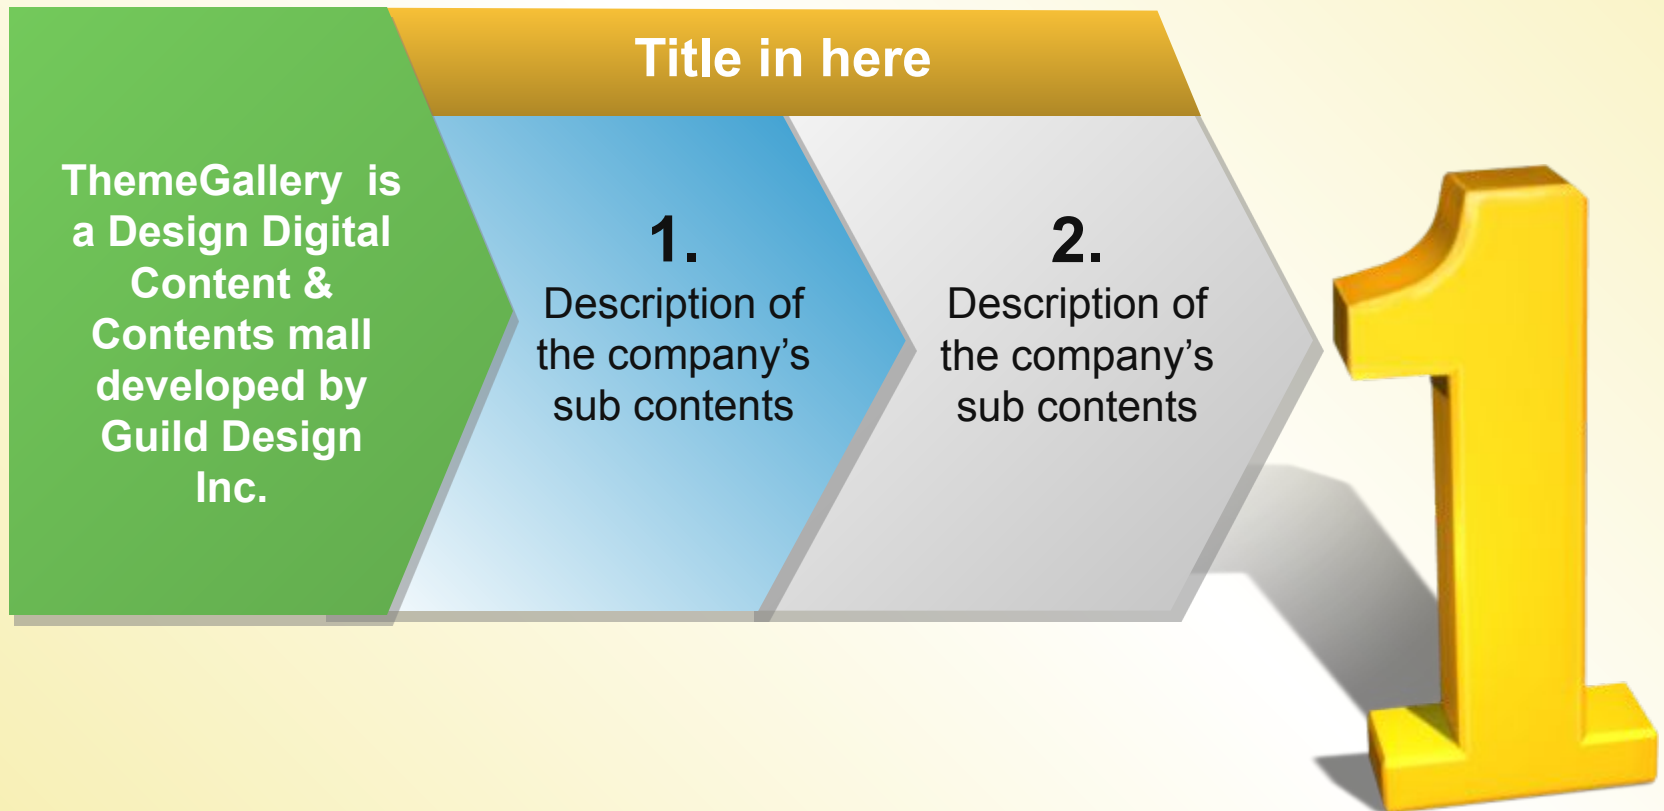 Title in here
ThemeGallery is
a Design Digital
Content &
Contents mall
developed by
Guild Design
Inc.
1.
Description of
the company’s
sub contents
2.
Description of
the company’s
sub contents
1